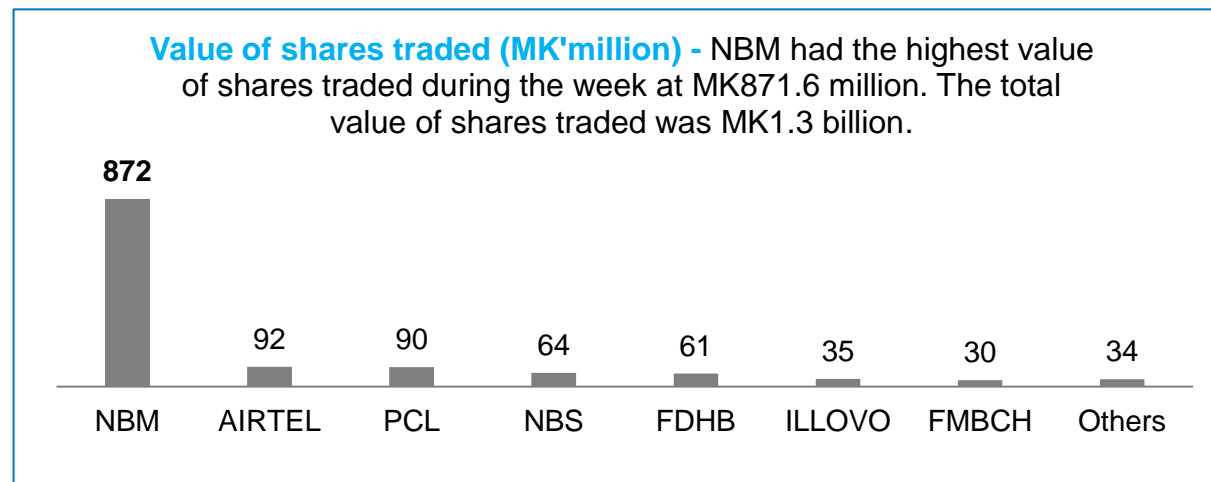 Value of shares traded (MK'million) - NBM had the highest value
of shares traded during the week at MK871.6 million. The total
value of shares traded was MK1.3 billion.
872
92
90
64
61
35
30
34
NBM
AIRTEL
PCL
NBS
FDHB
ILLOVO
FMBCH
Others